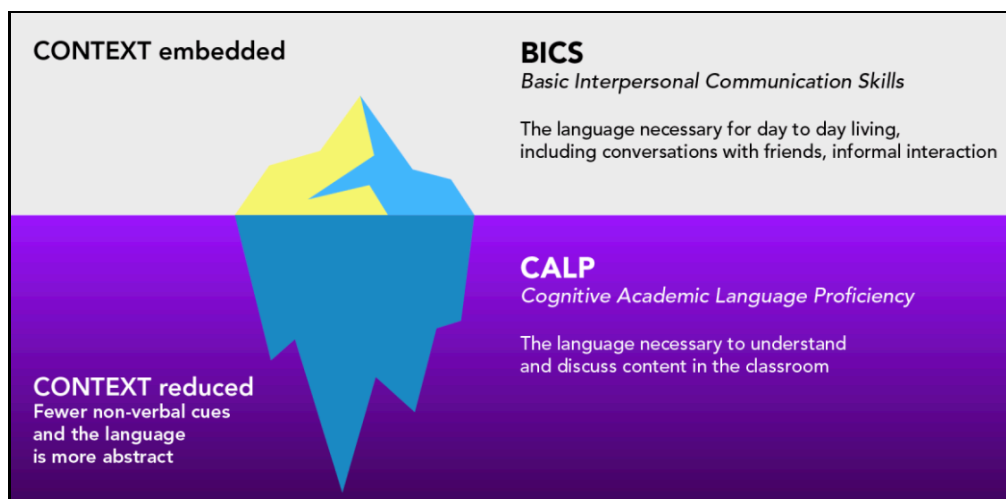 CONTEXT embedded
BICS
Basic Interpersonal Communication Skills
The language necessary for day to day living,
including conversations with friends, informal interaction
CALP
Cognitive Academic Language Proficiency
The language necessary to understand
and discuss content in the classroom
CONTEXT reduced
Fewer non-verbal cues
and the language
is more abstract